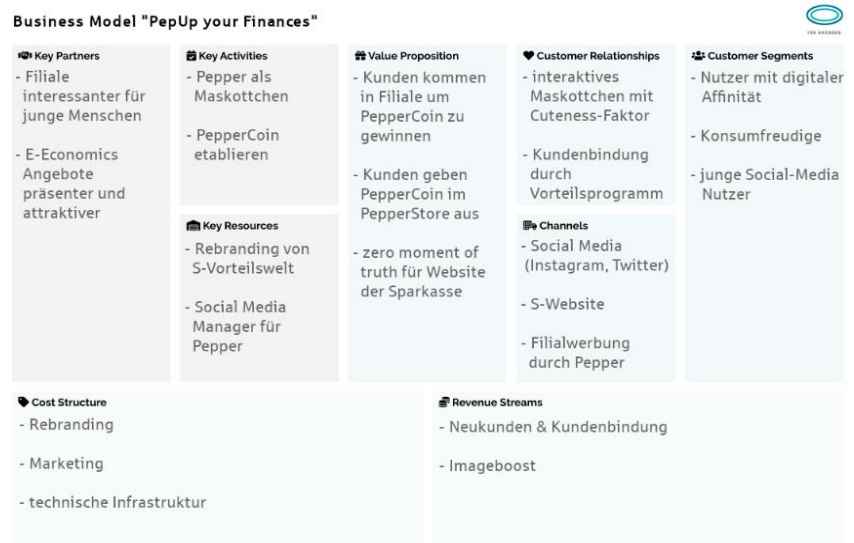 Business Model "PepUp your Finances"
FÜR GRÜNDER
Key Partners
- Filiale
interessanter für
junge Menschen
- E-Economics
Angebote
präsenter und
attraktiver
Key Activities
- Pepper als
Maskottchen
- PepperCoin
etablieren
Key Resources
- Rebranding von
S-Vorteilswelt
- Social Media
Manager für
Pepper
Value Proposition
- Kunden kommen
in Filiale um
PepperCoin zu
gewinnen
- Kunden geben
PepperCoin im
PepperStore aus
- zero moment of
truth für Website
der Sparkasse
Customer Relationships
- interaktives
Maskottchen mit
Cuteness-Faktor
- Kundenbindung
durch
Vorteilsprogramm
Channels
- Social Media
(Instagram, Twitter)
- S-Website
- Filialwerbung
durch Pepper
Customer Segments
- Nutzer mit digitaler
Affinität
- Konsumfreudige
- junge Social-Media
Nutzer
Cost Structure
- Rebranding
- Marketing
- technische Infrastruktur
Revenue Streams
- Neukunden & Kundenbindung
- Imageboost